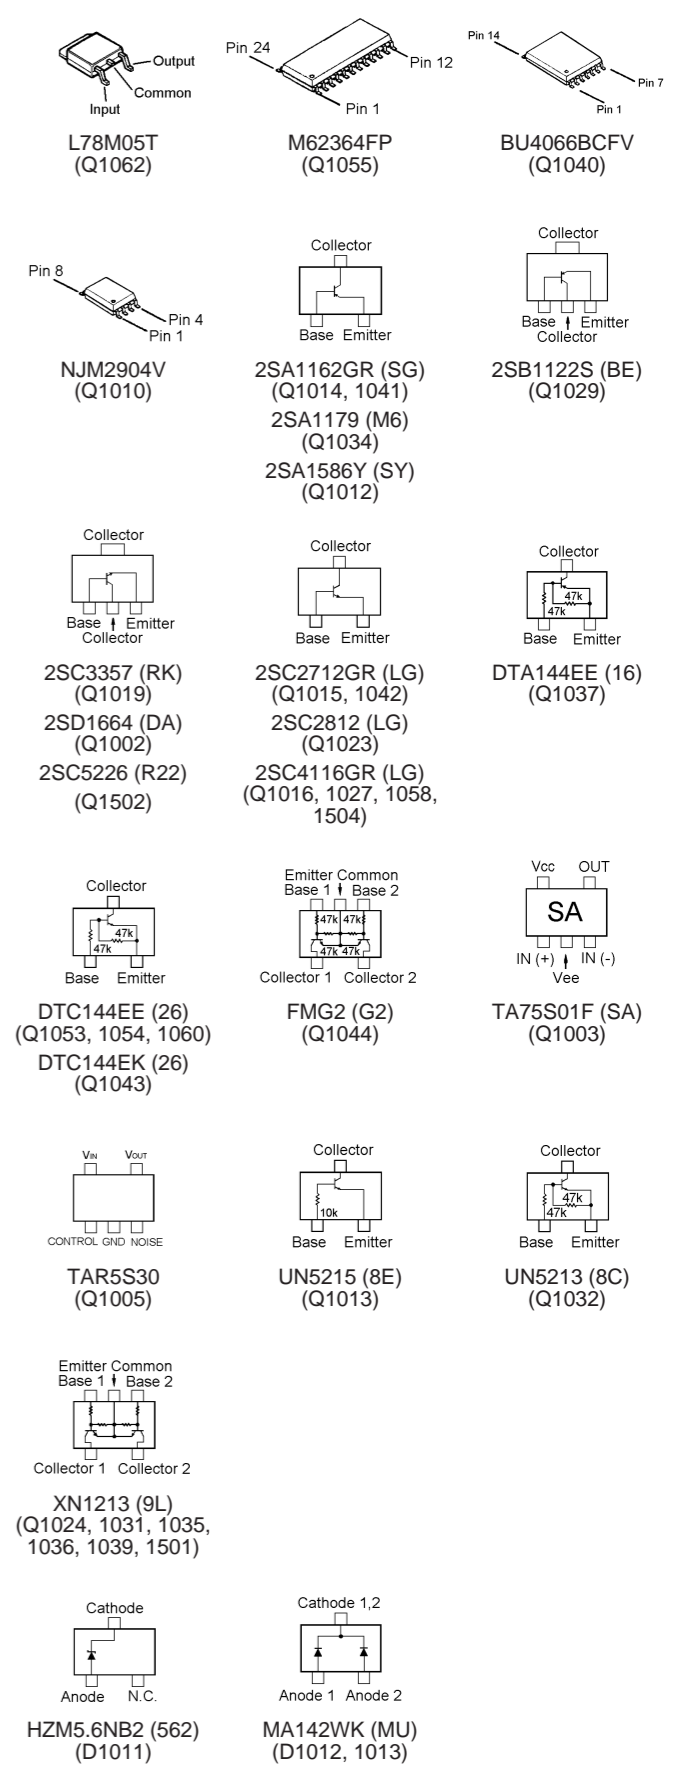 Output
Common
Input
L78M05T
(Q1062)
Pin 24
Pin 12
Pin 1
M62364FP
(Q1055)
Pin 14
Pin 7
Pin 1
BU4066BCFV
(Q1040)
Pin 8
Pin 4
Pin 1
NJM2904V
(Q1010)
Collector
Base Emitter
2SA1162GR (SG)
(Q1014, 1041)
2SA1179 (M6)
(Q1034)
2SA1586Y (SY)
(Q1012)
Collector
Base Emitter
Collector
2SB1122S (BE)
(Q1029)
Collector
Base Emitter
Collector
2SC3357 (RK)
(Q1019)
2SD1664 (DA)
(Q1002)
2SC5226 (R22)
(Q1502)
Collector
Base Emitter
2SC2712GR (LG)
(Q1015, 1042)
2SC2812 (LG)
(Q1023)
2SC4116GR (LG)
(Q1016, 1027, 1058,
1504)
Collector
47k
47k
Base Emitter
DTA144EE (16)
(Q1037)
Collector
47k
47k
Base Emitter
DTC144EE (26)
(Q1053, 1054, 1060)
DTC144EK (26)
(Q1043)
Emitter Common
Base 1 Base 2
47k 47k
47k 47k
Collector 1 Collector 2
FMG2 (G2)
(Q1044)
Vcc OUT
SA
IN (+) IN (-)
Vee
TA75S01F (SA)
(Q1003)
VIN VOUT
CONTROL GND NOISE
TAR5S30
(Q1005)
Collector
10k
Base Emitter
UN5215 (8E)
(Q1013)
Collector
47k
47k
Base Emitter
UN5213 (8C)
(Q1032)
Emitter Common
Base 1 Base 2
Collector 1 Collector 2
XN1213 (9L)
(Q1024, 1031, 1035,
1036, 1039, 1501)
Cathode
Anode N.C.
HZM5.6NB2 (562)
(D1011)
Cathode 1,2
Anode 1 Anode 2
MA142WK (MU)
(D1012, 1013)